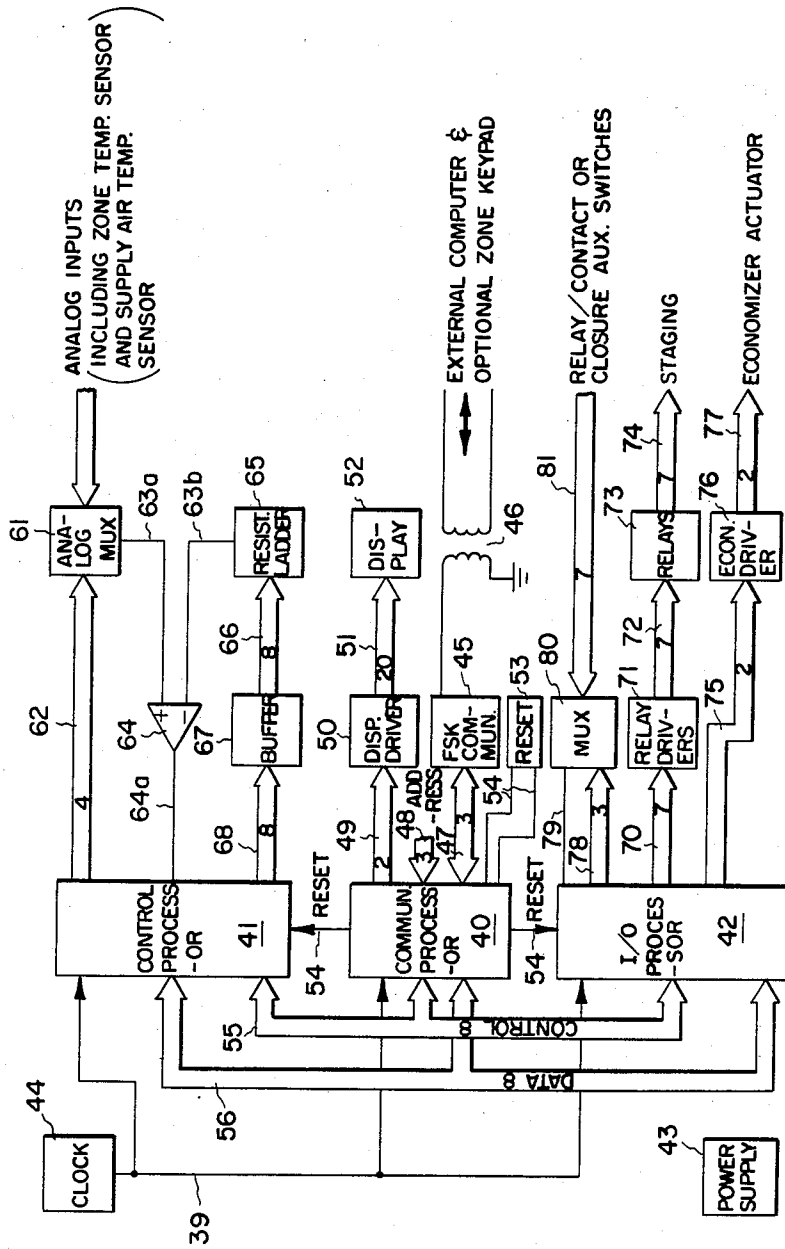 ANALOG INPUTS
(INCLUDING ZONE TEMP. SENSOR
AND SUPPLY AIR TEMP.
SENSOR)
61
ANA-
LOG
MUX
62
4
63a
63b
64
+
-
64a
65
RESIST.
LADDER
66
8
67
BUFFER
68
8
CONTROL
PROCESS
-OR
41
44
CLOCK
39
56
55
DATA 8
CONTROL
8
54
RESET
52
DIS-
PLAY
51
20
50
DISP.
DRIVER
49
2
ADD
-RESS
48
3
47
3
45
FSK
COM-
MUN.
46
EXTERNAL COMPUTER &
OPTIONAL ZONE KEYPAD
53
RESET
54
COMMUN.
PROCESS
-OR
40
54
RESET
RELAY/CONTACT OR
CLOSURE AUX. SWITCHES
81
7
80
MUX
79
78
3
STAGING
74
7
73
RELAYS
72
7
71
RELAY
DRIV-
ERS
70
7
ECONOMIZER ACTUATOR
77
2
76
ECON.
DRIV-
ER
75
2
I/O
PROCES
-SOR
42
43
POWER
SUPPLY